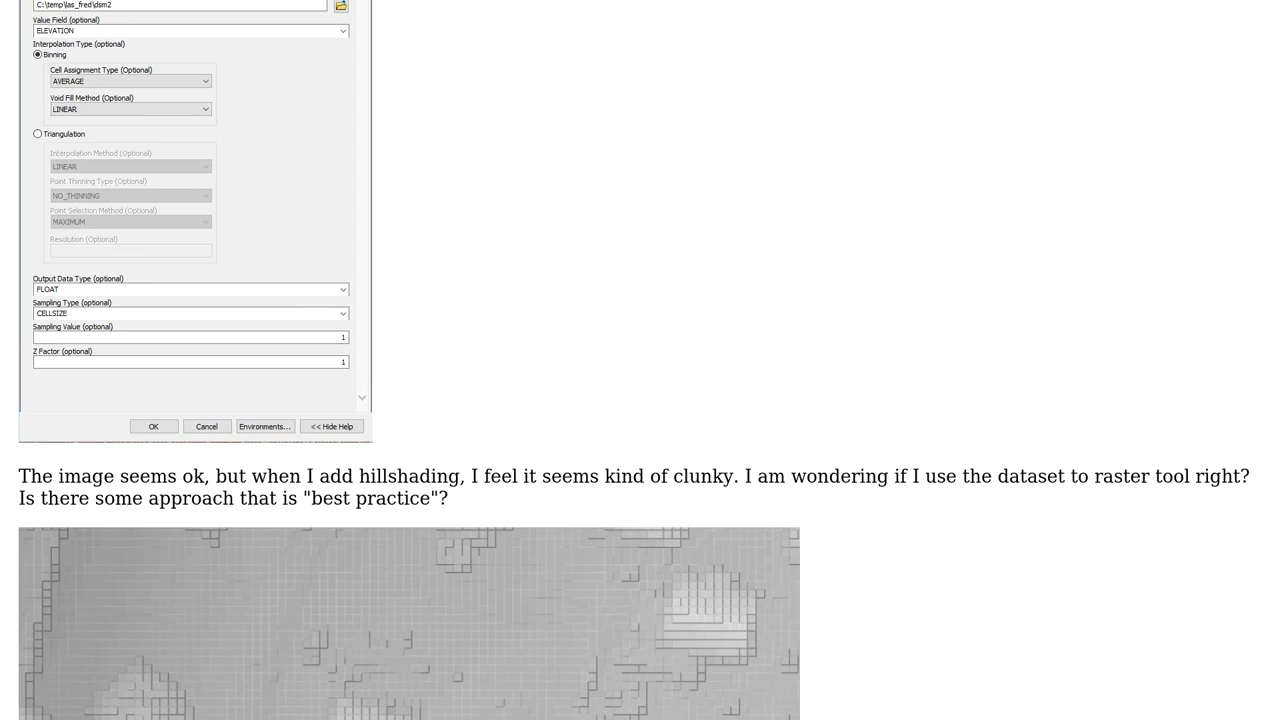 C:\temp\las_fred\dsm2
Value Field (optional)
ELEVATION
Interpolation Type (optional)
Binning
Cell Assignment Type (Optional)
AVERAGE
Void Fill Method (Optional)
LINEAR
Triangulation
Interpolation Method (Optional)
LINEAR
Point Thinning Type (Optional)
NO_THINNING
Point Selection Method (Optional)
MAXIMUM
Resolution (Optional)
Output Data Type (optional)
FLOAT
Sampling Type (optional)
CELLSIZE
Sampling Value (optional)
1
Z Factor (optional)
1
OK Cancel Environments... << Hide Help
The image seems ok, but when I add hillshading, I feel it seems kind of clunky. I am wondering if I use the dataset to raster tool right?
Is there some approach that is "best practice"?